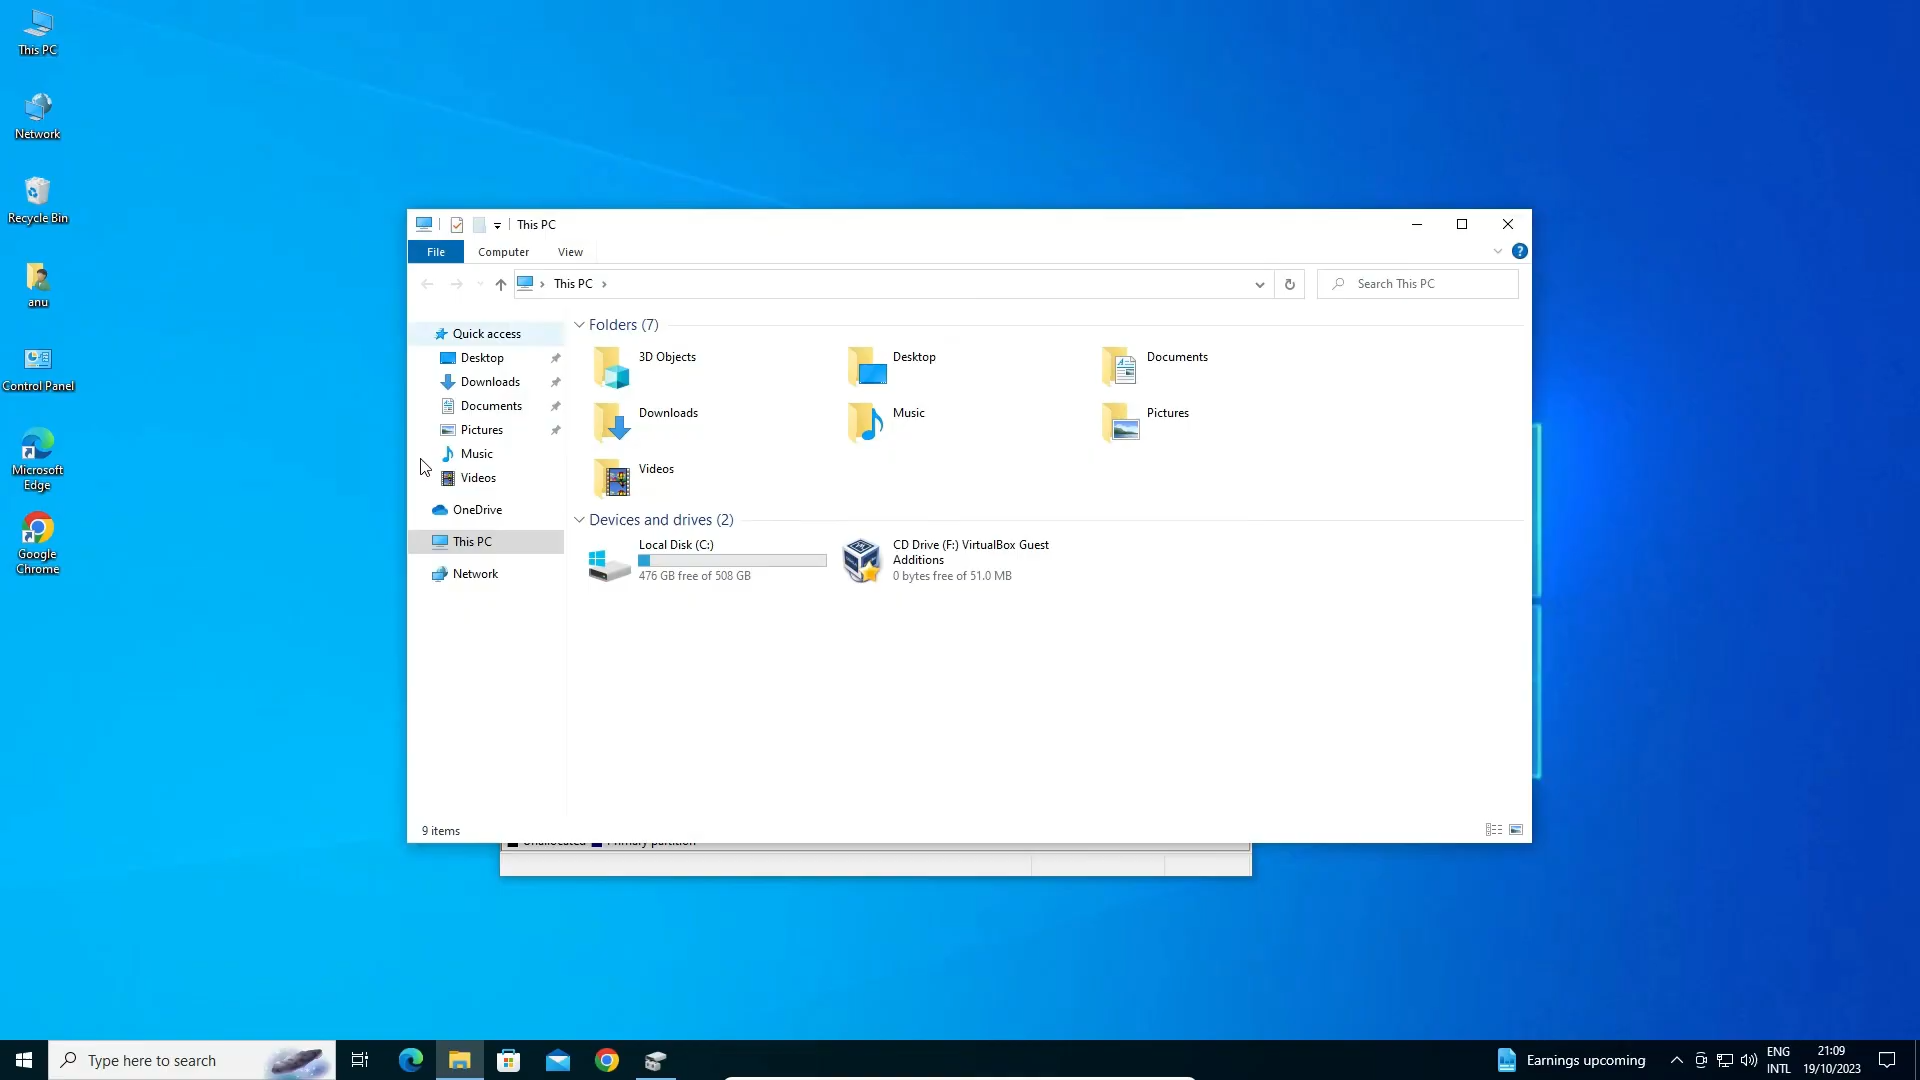 This PC
Network
Recycle Bin
anu
Control Panel
Microsoft
Edge
Google
Chrome
This PC
File
Computer
View
?
This PC
Search This PC
Quick access
Desktop
Downloads
Documents
Pictures
Music
Videos
OneDrive
This PC
Network
Folders (7)
3D Objects
Desktop
Documents
Downloads
Music
Pictures
Videos
Devices and drives (2)
Local Disk (C:)
476 GB free of 508 GB
CD Drive (F:) VirtualBox Guest
Additions
0 bytes free of 51.0 MB
9 items
Unallocated
Primary partition
Type here to search
Earnings upcoming
ENG
INTL
21:09
19/10/2023